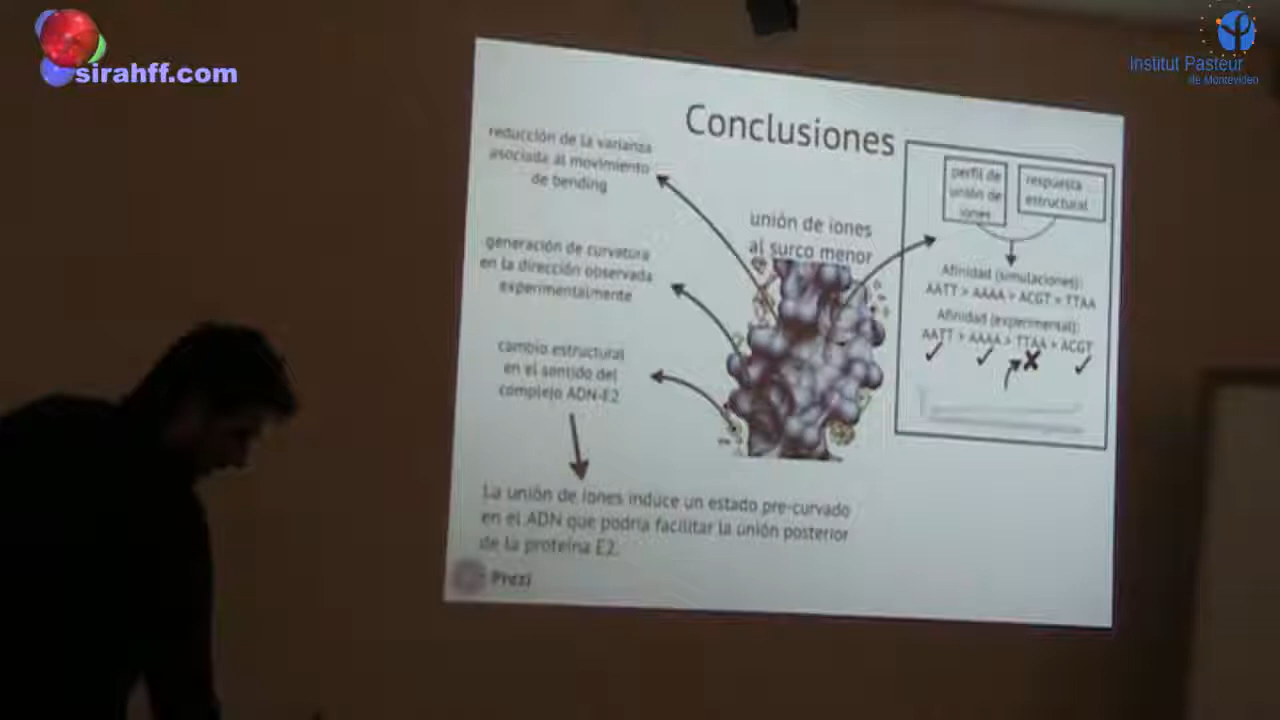 sirahff.com
Institut Pasteur
de Montevideo
Conclusiones
reducción de la varianza
asociada al movimiento
de bending
generación de curvatura
en la dirección observada
experimentalmente
cambio estructural
en el sentido del
complejo ADN-E2
La unión de iones induce un estado pre-curvado
en el ADN que podría facilitar la unión posterior
de la proteína E2.
unión de iones
al surco menor
perfil de
unión de
iones
respuesta
estructural
Afinidad (simulaciones):
AATT > AAAA > ACGT > TTAA
Afinidad (experimental):
AATT > AAAA > TTAA > ACGT
Prezi